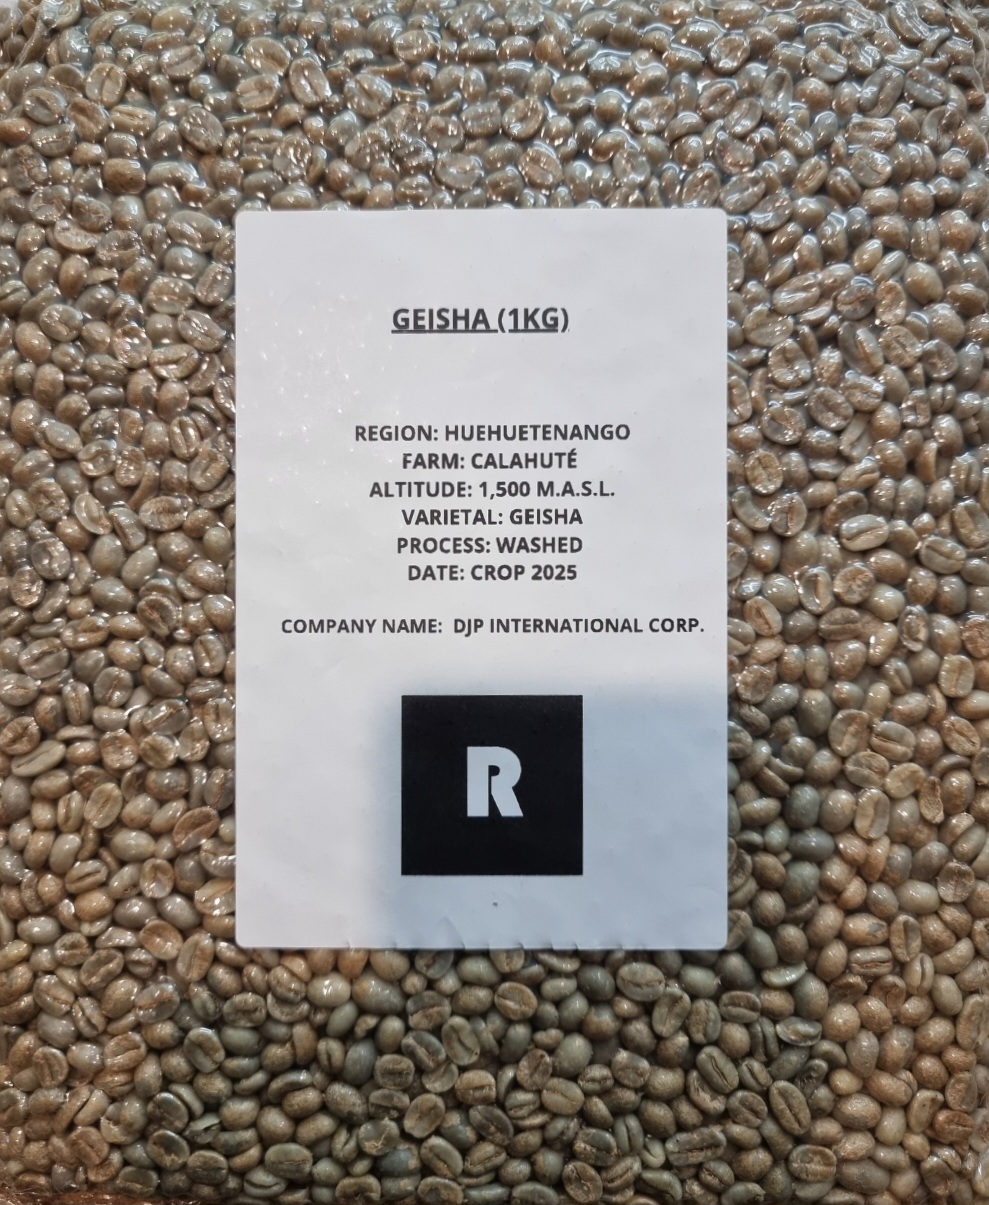 GEISHA (1KG)
REGION: HUEHUETENANGO
FARM: CALAHUTÉ
ALTITUDE: 1,500 M.A.S.L.
VARIETAL: GEISHA
PROCESS: WASHED
DATE: CROP 2025
COMPANY NAME: DJP INTERNATIONAL CORP.
R